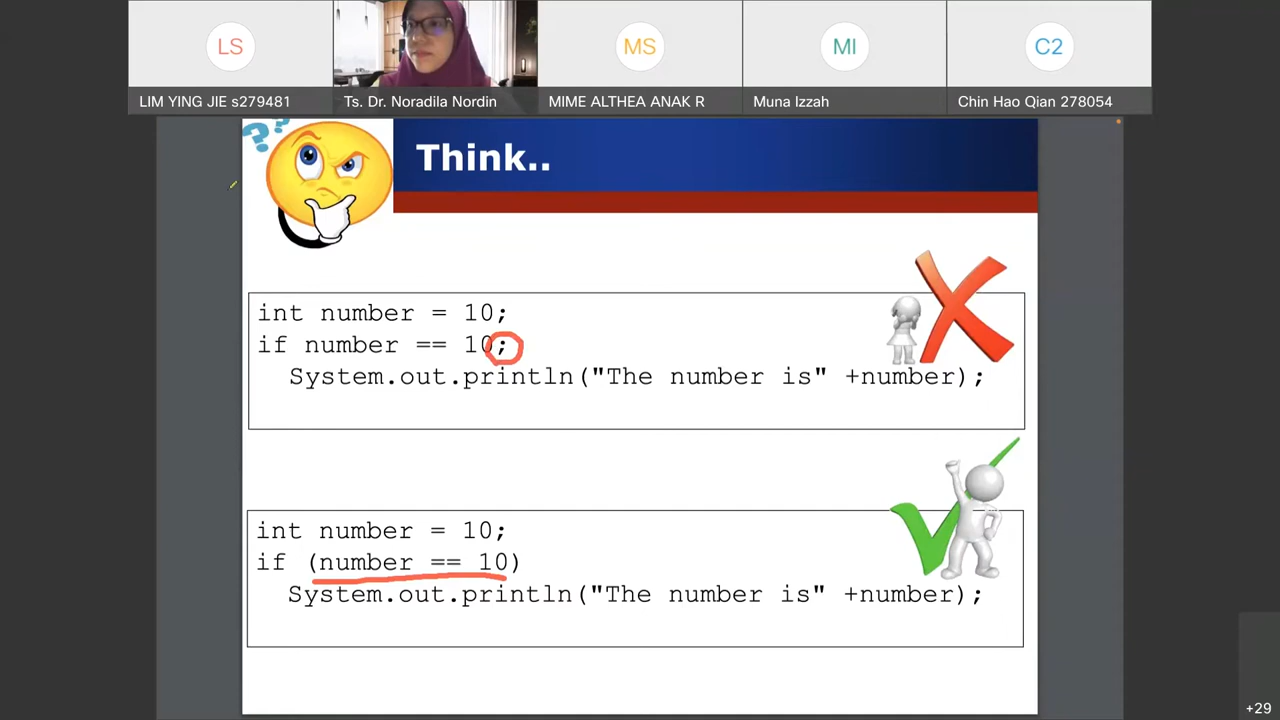 LS
MS
MI
C2
LIM YING JIE s279481
Ts. Dr. Noradila Nordin
MIME ALTHEA ANAK R
Muna Izzah
Chin Hao Qian 278054
??
Think..
int number = 10;
if number == 10;
System.out.println("The number is" +number);
int number = 10;
if (number == 10)
System.out.println("The number is" +number);
+29